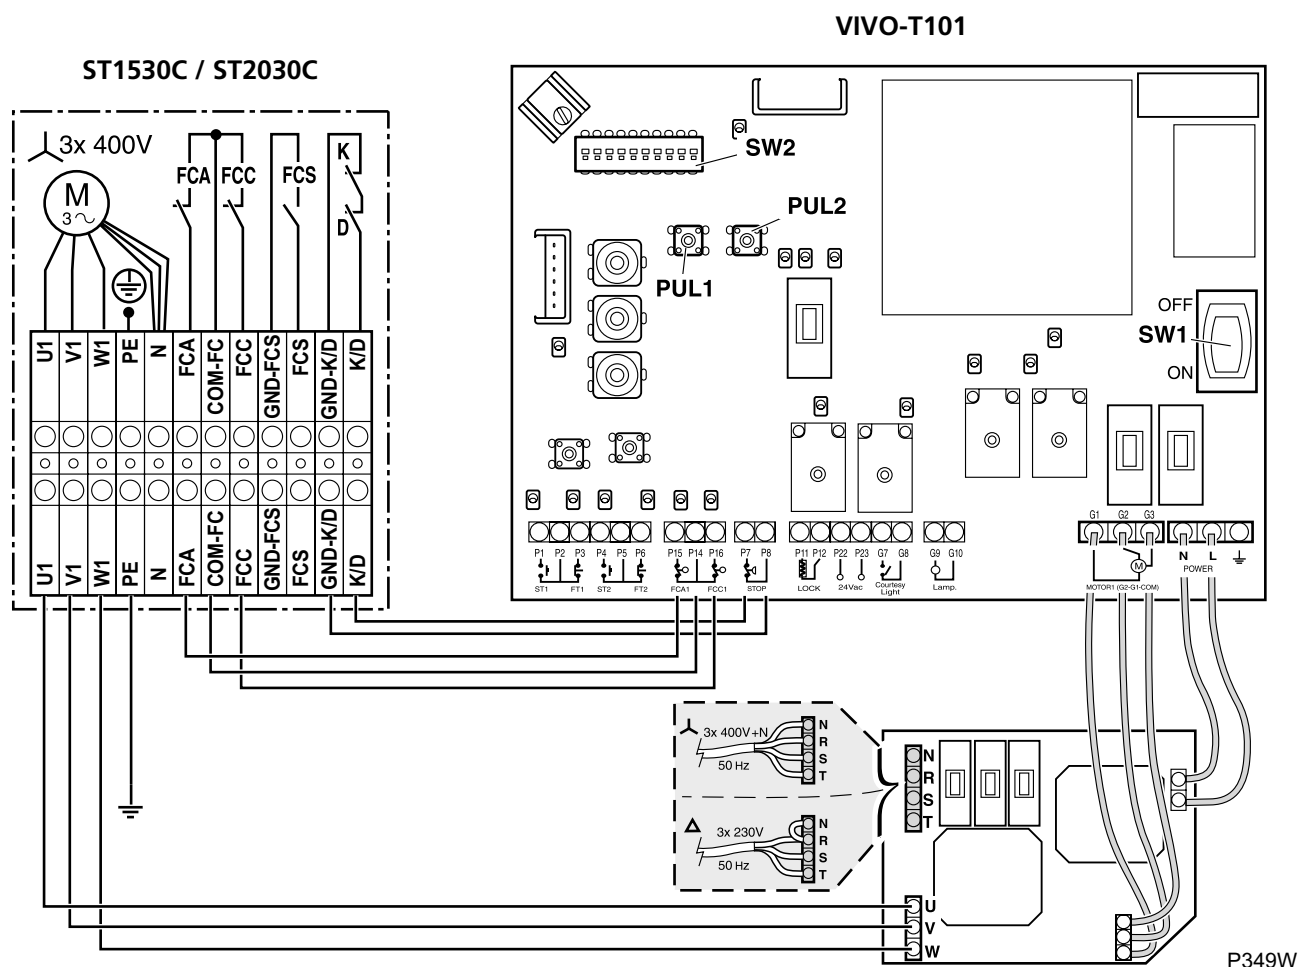 VIVO-T101
ST1530C / ST2030C
3x 400V
M
3
FCA FCC FCS K
D
U1 V1 W1 PE N FCA COM-FC FCC GND-FCS FCS GND-K/D K/D
U1 V1 W1 PE N FCA COM-FC FCC GND-FCS FCS GND-K/D K/D
SW2
PUL2
PUL1
OFF
SW1
ON
G1 G2 G3
P1 P2 P3 P4 P5 P6 P15 P14 P16 P7 P8 P11 P12 P22 P23 G7 G8 G9 G10
N L
POWER
M
MOTOR1 (G2-G1-COM)
ST1 FT1 ST2 FT2 FCA1 FCC1 STOP LOCK 24Vac Courtesy Light Lamp.
3x 400V+N
50 Hz
N
R
S
T
3x 230V
50 Hz
N
R
S
T
N
R
S
T
U
V
W
P349W